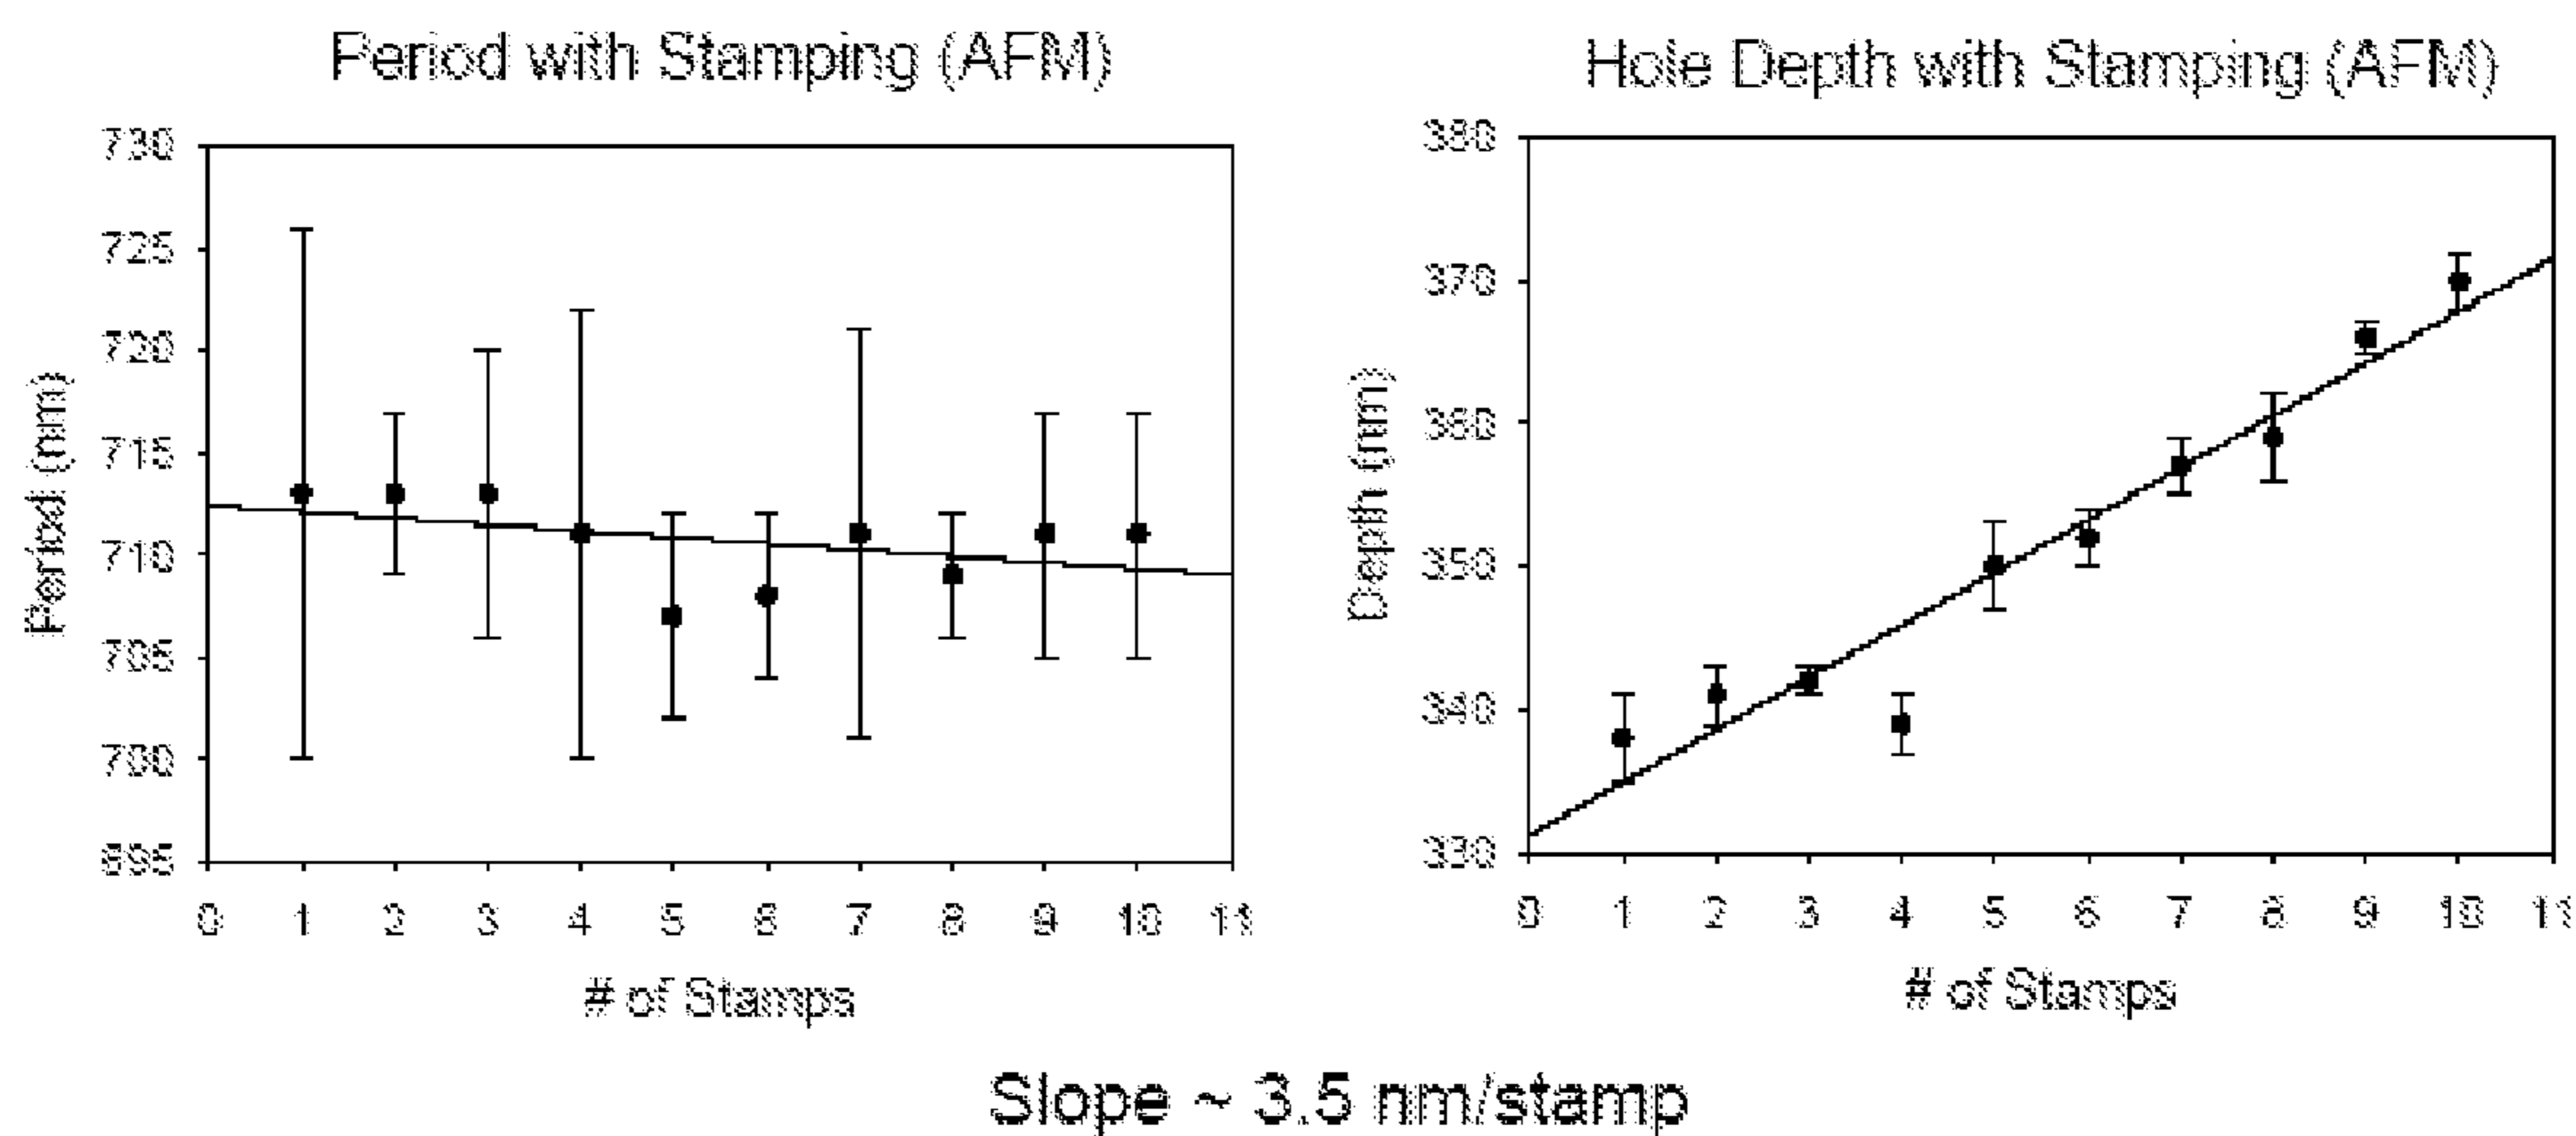 Period with Stamping (AFM)
730
725
720
715
710
705
700
695
Period (nm)
0 1 2 3 4 5 6 7 8 9 10 11
# of Stamps
Hole Depth with Stamping (AFM)
380
370
360
350
340
330
Depth (nm)
0 1 2 3 4 5 6 7 8 9 10 11
# of Stamps
Slope ~ 3.5 nm/stamp